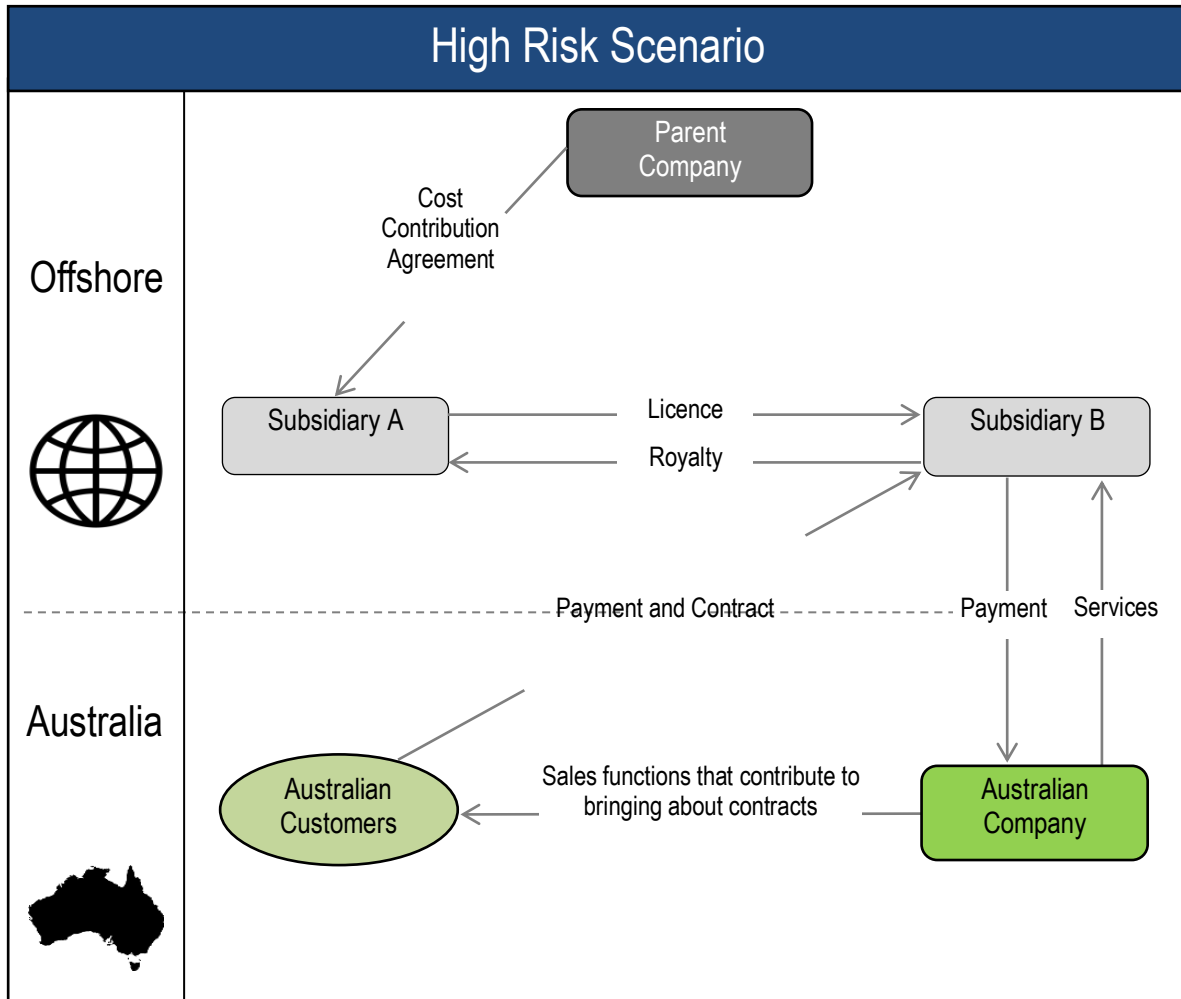 High Risk Scenario
Parent
Company
Cost
Contribution
Agreement
Offshore
Subsidiary A
Licence
Royalty
Subsidiary B
Payment and Contract
Payment
Services
Australia
Australian
Customers
Sales functions that contribute to
bringing about contracts
Australian
Company